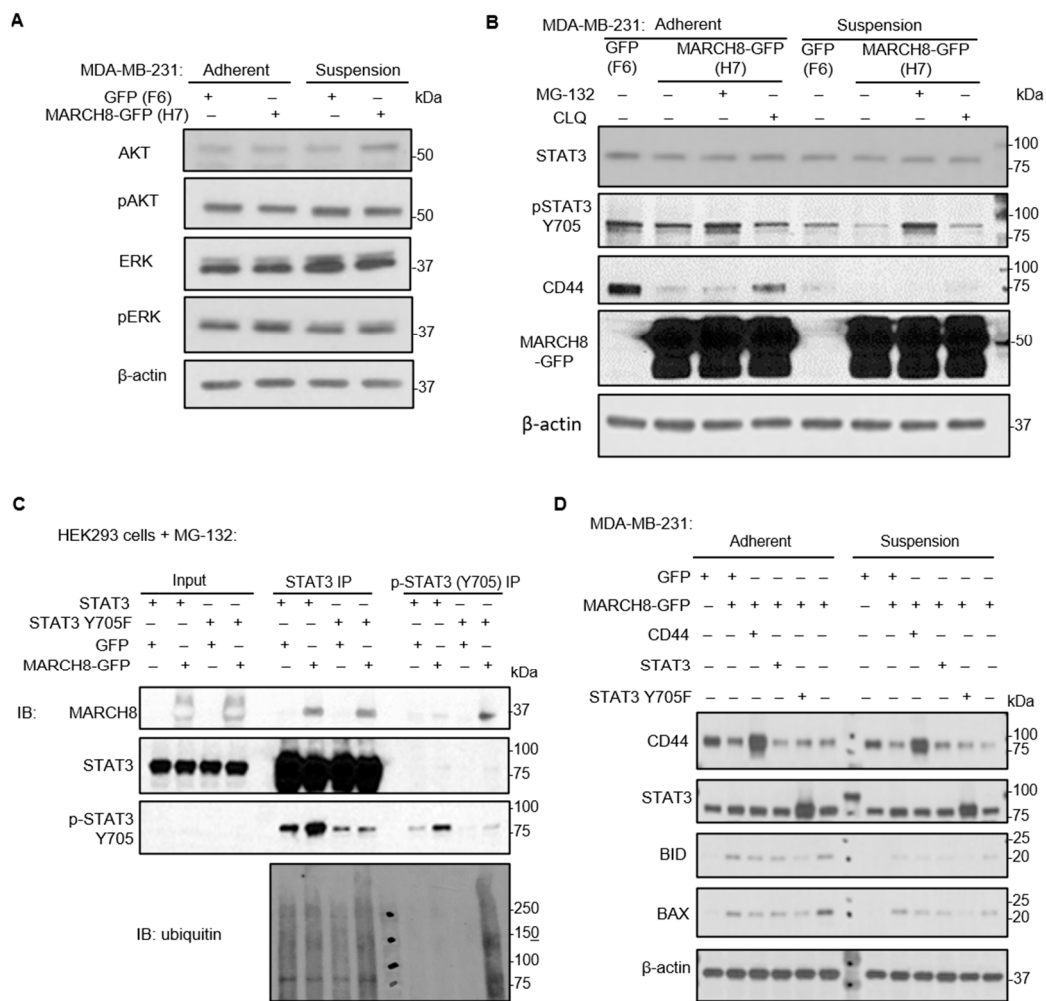 A
MDA-MB-231: Adherent Suspension
GFP (F6) + – + –
MARCH8-GFP (H7) – + – +
kDa
AKT -50
pAKT -50
ERK -37
pERK -37
β-actin -37
B
MDA-MB-231: Adherent Suspension
GFP (F6) MARCH8-GFP (H7) GFP (F6) MARCH8-GFP (H7)
MG-132 – – + – – – + –
CLQ – – – + – – – +
kDa
STAT3 -100 -75
pSTAT3 Y705 -100 -75
CD44 -100 -75
MARCH8 -GFP -50
β-actin -37
C
HEK293 cells + MG-132:
Input STAT3 IP p-STAT3 (Y705) IP
STAT3 + + – – + + – – + + – –
STAT3 Y705F – – + + – – + + – – + +
GFP + – + – + – + – + – + –
MARCH8-GFP – + – + – + – + – + – +
kDa
IB: MARCH8 -37
STAT3 100 75
p-STAT3 Y705 100 75
IB: ubiquitin -250 -150 -100 -75
D
MDA-MB-231:
Adherent Suspension
GFP + + – – – – + + – – – –
MARCH8-GFP – + + + + + – + + + + +
CD44 – – + – – – – – + – – –
STAT3 – – – + – – – – – + – –
STAT3 Y705F – – – – + – – – – – + –
kDa
CD44 -100 -75
STAT3 -100 -75
BID -25 -20
BAX -25 -20
β-actin -37